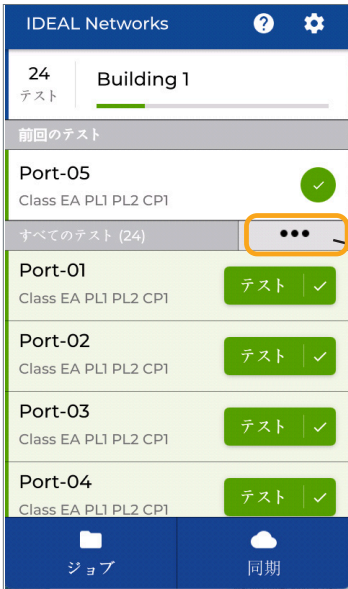 IDEAL Networks
24
テスト
Building 1
前回のテスト
Port-05
Class EA PL1 PL2 CP1
すべてのテスト (24)
Port-01
Class EA PL1 PL2 CP1
テスト
Port-02
Class EA PL1 PL2 CP1
テスト
Port-03
Class EA PL1 PL2 CP1
テスト
Port-04
Class EA PL1 PL2 CP1
テスト
ジョブ
同期